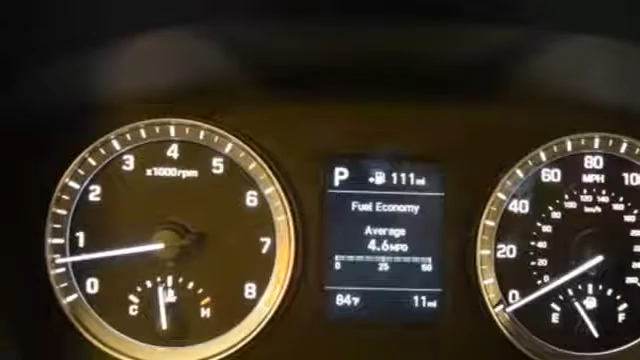 4
3
5
x1000rpm
2
6
1
7
0
8
C
H
P
111mi
Fuel Economy
Average
4.6MPG
0 25 50
84°F
11mi
80
60
MPH
40
km/h
20
0
E
F